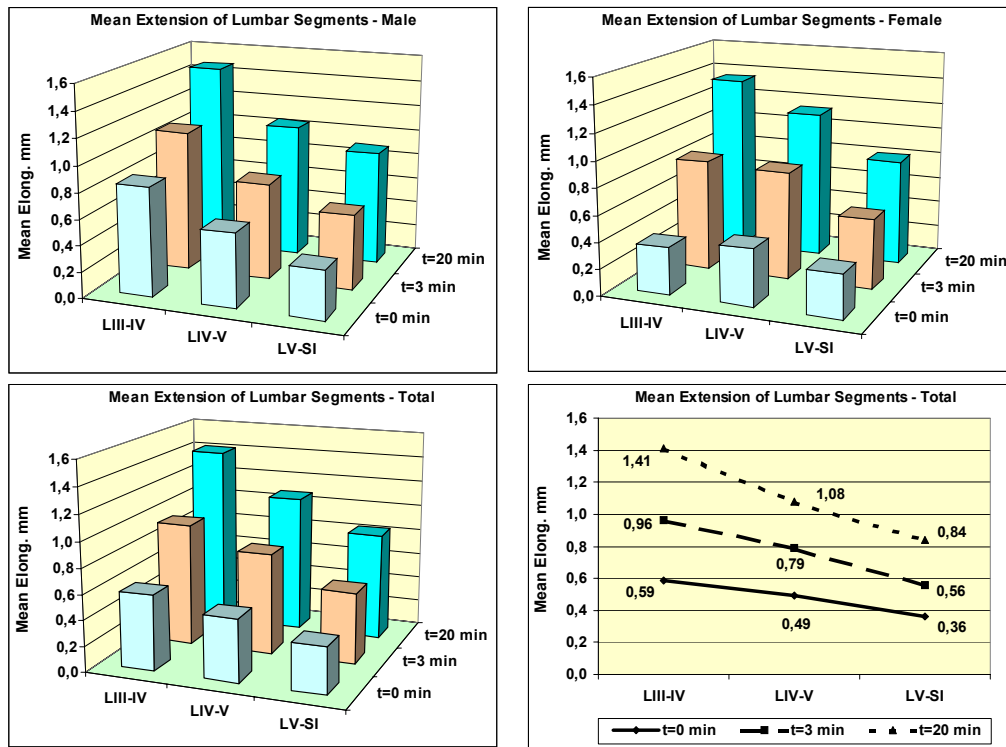 Mean Extension of Lumbar Segments - Male
Mean Elong. mm
1,6
1,4
1,2
1,0
0,8
0,6
0,4
0,2
0,0
LIII-IV
LIV-V
LV-SI
t=0 min
t=3 min
t=20 min
Mean Extension of Lumbar Segments - Female
Mean Elong. mm
1,6
1,4
1,2
1,0
0,8
0,6
0,4
0,2
0,0
LIII-IV
LIV-V
LV-SI
t=0 min
t=3 min
t=20 min
Mean Extension of Lumbar Segments - Total
Mean Elong. mm
1,6
1,4
1,2
1,0
0,8
0,6
0,4
0,2
0,0
LIII-IV
LIV-V
LV-SI
t=0 min
t=3 min
t=20 min
Mean Extension of Lumbar Segments - Total
Mean Elong. mm
1,6
1,4
1,2
1,0
0,8
0,6
0,4
0,2
0,0
1,41
1,08
0,84
0,96
0,79
0,56
0,59
0,49
0,36
LIII-IV
LIV-V
LV-SI
t=0 min
t=3 min
t=20 min